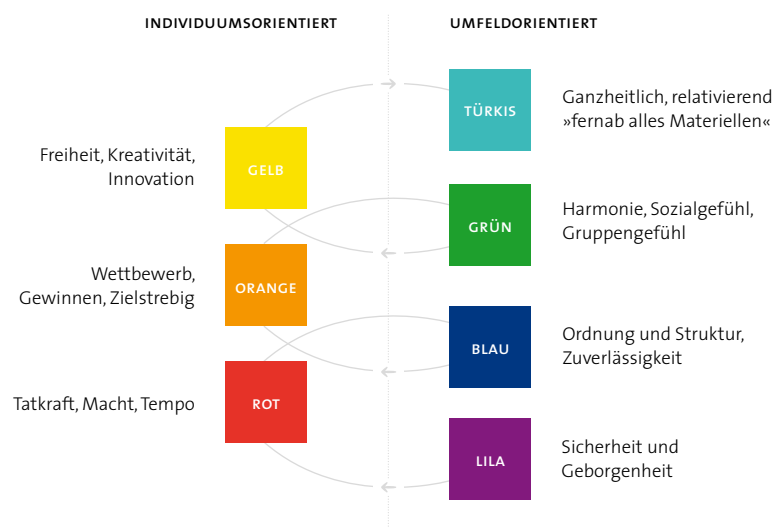 INDIVIDUUMSORIENTIERT
UMFELDORIENTIERT
TÜRKIS
Ganzheitlich, relativierend
»fernab alles Materiellen«
Freiheit, Kreativität,
Innovation
GELB
GRÜN
Harmonie, Sozialgefühl,
Gruppengefühl
Wettbewerb,
Gewinnen, Zielstrebig
ORANGE
BLAU
Ordnung und Struktur,
Zuverlässigkeit
Tatkraft, Macht, Tempo
ROT
LILA
Sicherheit und
Geborgenheit